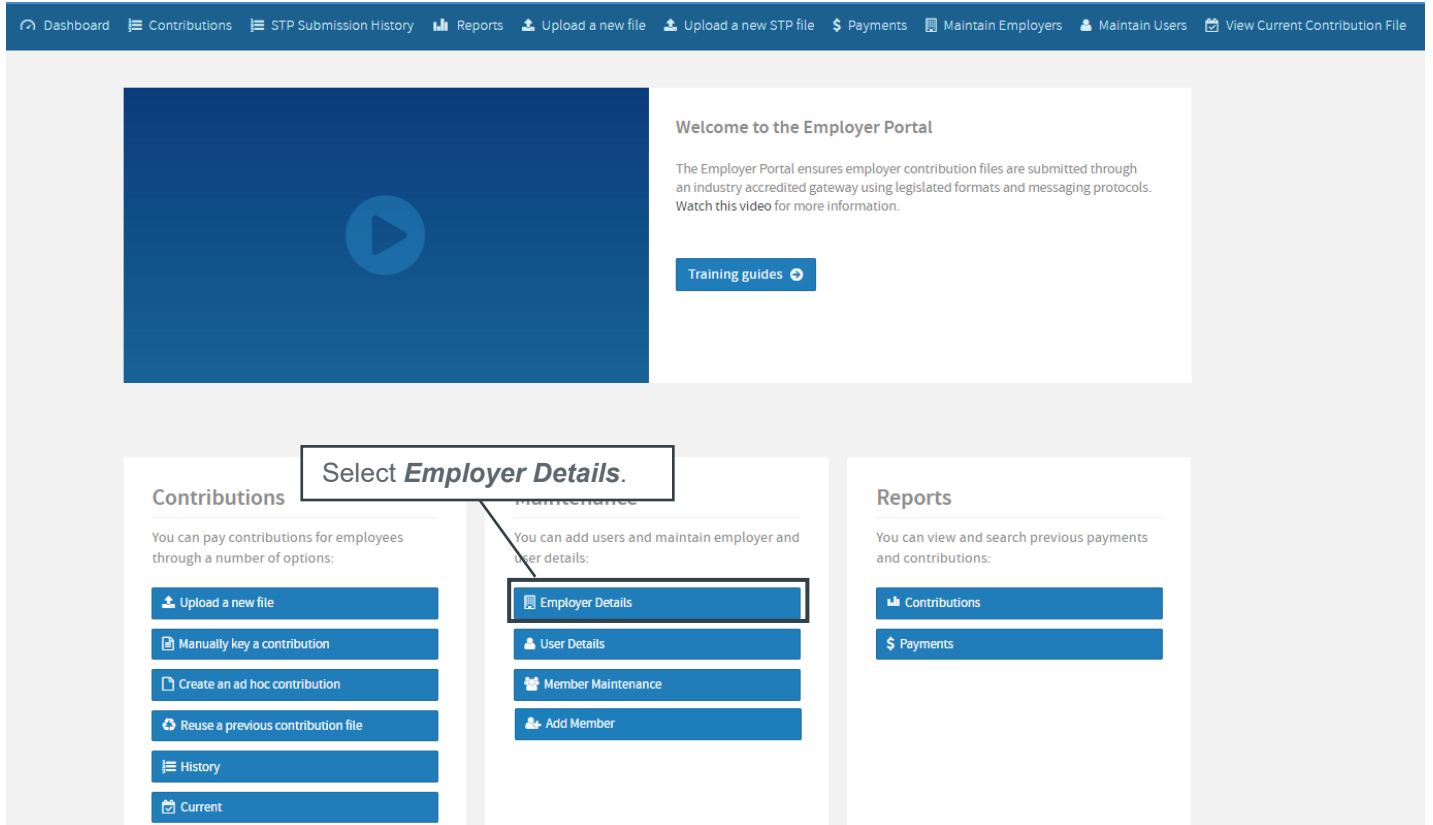 Dashboard Contributions STP Submission History Reports Upload a new file Upload a new STP file $ Payments Maintain Employers Maintain Users View Current Contribution File
Welcome to the Employer Portal
The Employer Portal ensures employer contribution files are submitted through
an industry accredited gateway using legislated formats and messaging protocols.
Watch this video for more information.
Training guides
Select Employer Details.
Contributions
You can pay contributions for employees
through a number of options:
Upload a new file
Manually key a contribution
Create an ad hoc contribution
Reuse a previous contribution file
History
Current
Maintenance
You can add users and maintain employer and
user details:
Employer Details
User Details
Member Maintenance
Add Member
Reports
You can view and search previous payments
and contributions:
Contributions
$ Payments